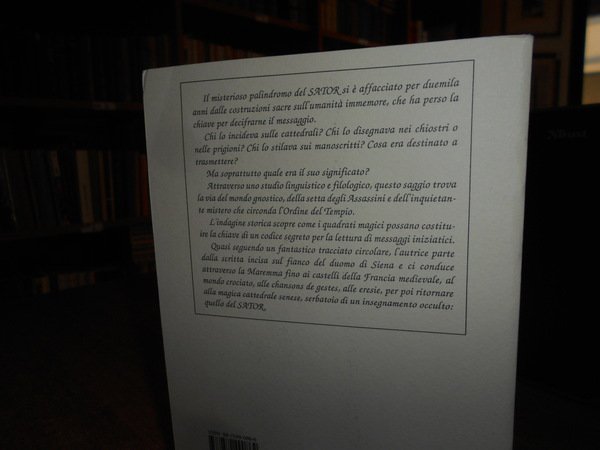 Il misterioso palindromo del SATOR si è affacciato per duemila
anni dalle costruzioni sacre sull'umanità immemore, che ha perso la
chiave per decifrarne il messaggio.
Chi lo incideva sulle cattedrali? Chi lo disegnava nei chiostri o
nelle prigioni? Chi lo stilava sui manoscritti? Cosa era destinato a
trasmettere?
Ma soprattutto quale era il suo significato?
Attraverso uno studio linguistico e filologico, questo saggio trova
la via del mondo gnostico, della setta degli Assassini e dell'inquietan-
te mistero che circonda l'Ordine del Tempio.
L'indagine storica scopre come i quadrati magici possano costitui-
re la chiave di un codice segreto per la lettura di messaggi iniziatici.
Quasi seguendo un fantastico tracciato circolare, l'autrice parte
dalla scritta incisa sul fianco del duomo di Siena e ci conduce
attraverso la Maremma fino ai castelli della Francia medievale, al
mondo crociato, alle chansons de gestes, alle eresie, per poi ritornare
alla magica cattedrale senese, serbatoio di un insegnamento occulto:
quello del SATOR.